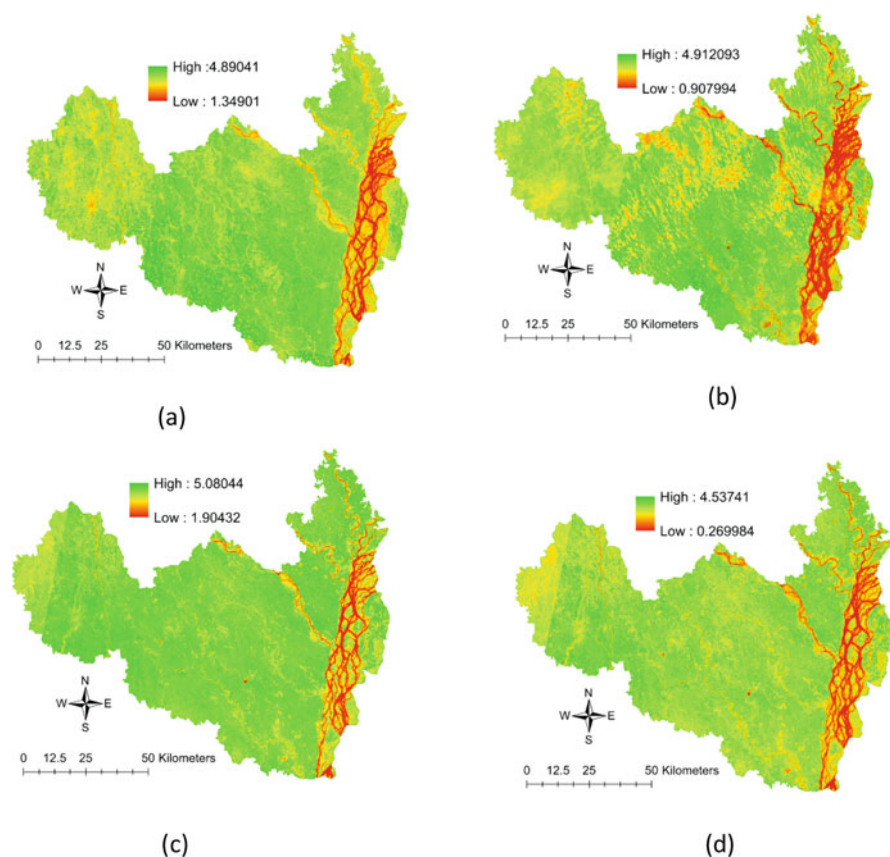 High :4.89041
Low : 1.34901
N
W E
S
0 12.5 25 50 Kilometers
(a)
High : 4.912093
Low : 0.907994
N
W E
S
0 12.5 25 50 Kilometers
(b)
High : 5.08044
Low : 1.90432
N
W E
S
0 12.5 25 50 Kilometers
(c)
High : 4.53741
Low : 0.269984
N
W E
S
0 12.5 25 50 Kilometers
(d)